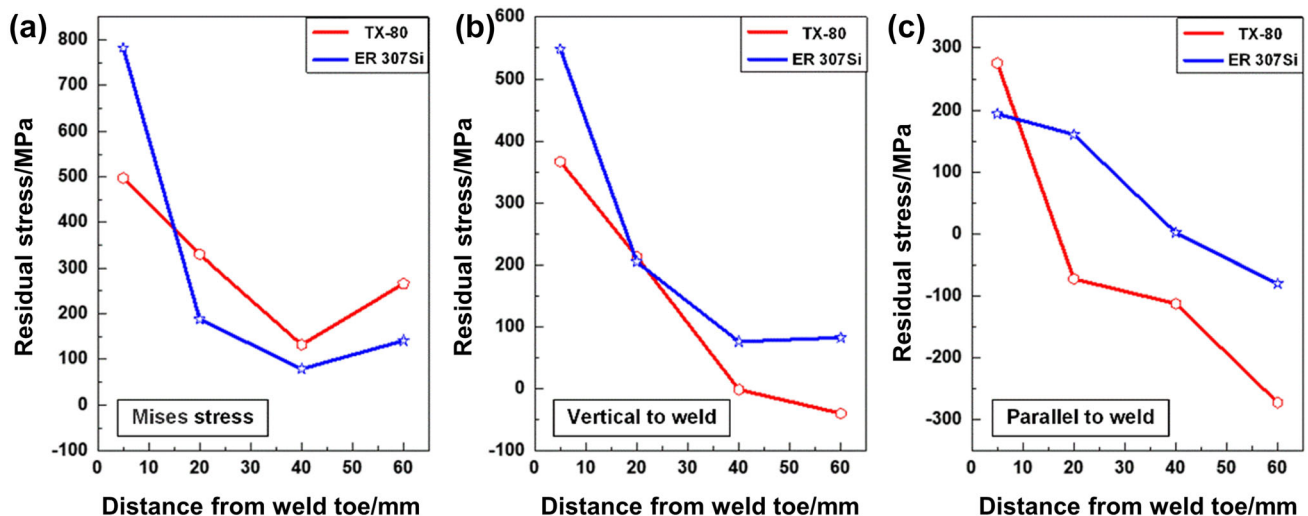 (a)
TX-80
ER 307Si
800
700
600
500
400
300
200
100
0
-100
Residual stress/MPa
Mises stress
0
10
20
30
40
50
60
Distance from weld toe/mm
(b)
TX-80
ER 307Si
600
500
400
300
200
100
0
-100
Residual stress/MPa
Vertical to weld
0
10
20
30
40
50
60
Distance from weld toe/mm
(c)
TX-80
ER 307Si
300
200
100
0
-100
-200
-300
Residual stress/MPa
Parallel to weld
0
10
20
30
40
50
60
Distance from weld toe/mm